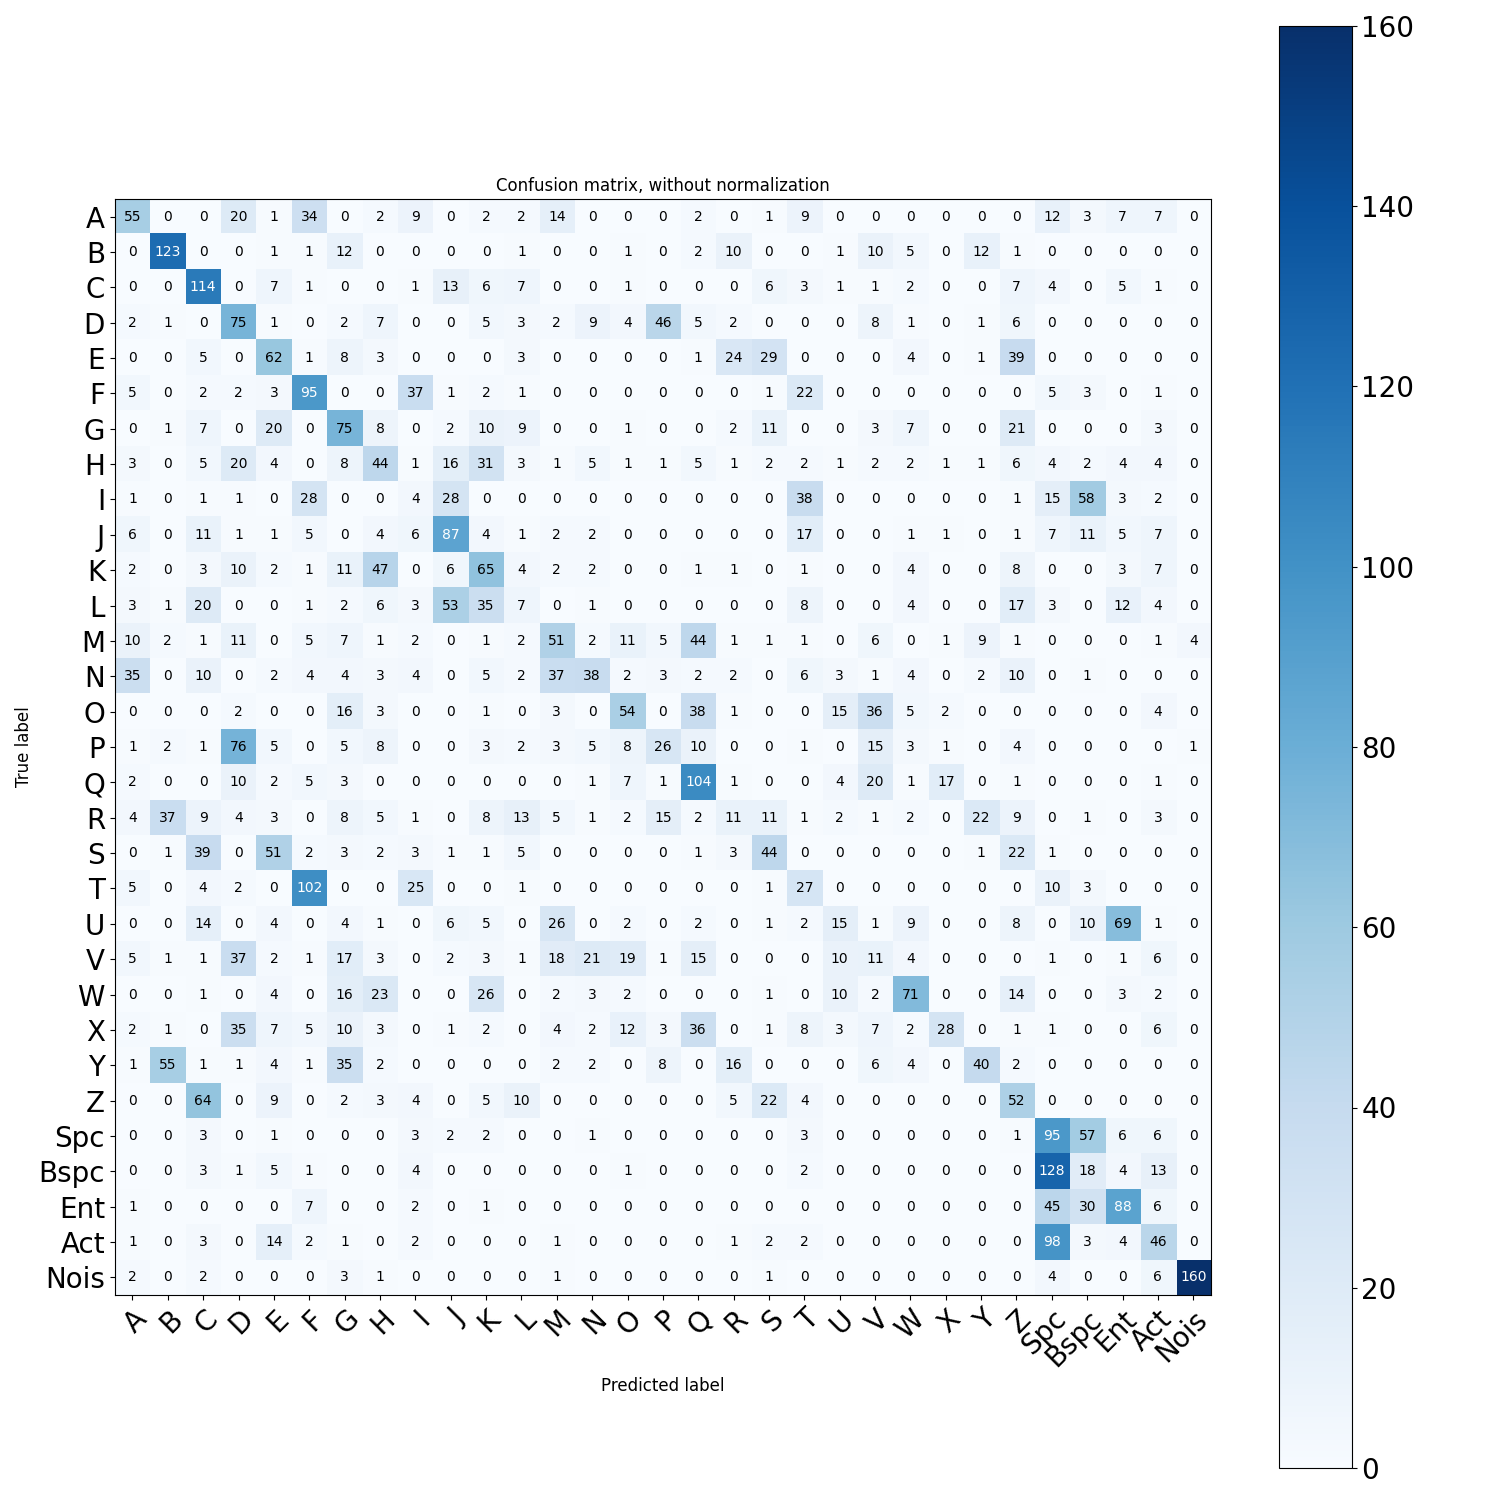 Confusion matrix, without normalization
A 55 0 0 20 1 34 0 2 9 0 2 2 14 0 0 0 2 0 1 9 0 0 0 0 0 0 12 3 7 7 0
B 0 123 0 0 1 1 12 0 0 0 0 1 0 0 1 0 2 10 0 0 1 10 5 0 12 1 0 0 0 0 0
C 0 0 114 0 7 1 0 0 1 13 6 7 0 0 1 0 0 0 6 3 1 1 2 0 0 7 4 0 5 1 0
D 2 1 0 75 1 0 2 7 0 0 5 3 2 9 4 46 5 2 0 0 0 8 1 0 1 6 0 0 0 0 0
E 0 0 5 0 62 1 8 3 0 0 0 3 0 0 0 0 1 24 29 0 0 0 4 0 1 39 0 0 0 0 0
F 5 0 2 2 3 95 0 0 37 1 2 1 0 0 0 0 0 0 1 22 0 0 0 0 0 0 5 3 0 1 0
G 0 1 7 0 20 0 75 8 0 2 10 9 0 0 1 0 0 2 11 0 0 3 7 0 0 21 0 0 0 3 0
H 3 0 5 20 4 0 8 44 1 16 31 3 1 5 1 1 5 1 2 2 1 2 2 1 1 6 4 2 4 4 0
I 1 0 1 1 0 28 0 0 4 28 0 0 0 0 0 0 0 0 0 38 0 0 0 0 0 1 15 58 3 2 0
J 6 0 11 1 1 5 0 4 6 87 4 1 2 2 0 0 0 0 0 17 0 0 1 1 0 1 7 11 5 7 0
K 2 0 3 10 2 1 11 47 0 6 65 4 2 2 0 0 1 1 0 1 0 0 4 0 0 8 0 0 3 7 0
L 3 1 20 0 0 1 2 6 3 53 35 7 0 1 0 0 0 0 0 8 0 0 4 0 0 17 3 0 12 4 0
M 10 2 1 11 0 5 7 1 2 0 1 2 51 2 11 5 44 1 1 1 0 6 0 1 9 1 0 0 0 1 4
N 35 0 10 0 2 4 4 3 4 0 5 2 37 38 2 3 2 2 0 6 3 1 4 0 2 10 0 1 0 0 0
O 0 0 0 2 0 0 16 3 0 0 1 0 3 0 54 0 38 1 0 0 15 36 5 2 0 0 0 0 0 4 0
P 1 2 1 76 5 0 5 8 0 0 3 2 3 5 8 26 10 0 0 1 0 15 3 1 0 4 0 0 0 0 1
Q 2 0 0 10 2 5 3 0 0 0 0 0 0 1 7 1 104 1 0 0 4 20 1 17 0 1 0 0 0 1 0
R 4 37 9 4 3 0 8 5 1 0 8 13 5 1 2 15 2 11 11 1 2 1 2 0 22 9 0 1 0 3 0
S 0 1 39 0 51 2 3 2 3 1 1 5 0 0 0 0 1 3 44 0 0 0 0 0 1 22 1 0 0 0 0
T 5 0 4 2 0 102 0 0 25 0 0 1 0 0 0 0 0 0 1 27 0 0 0 0 0 0 10 3 0 0 0
U 0 0 14 0 4 0 4 1 0 6 5 0 26 0 2 0 2 0 1 2 15 1 9 0 0 8 0 10 69 1 0
V 5 1 1 37 2 1 17 3 0 2 3 1 18 21 19 1 15 0 0 0 10 11 4 0 0 0 1 0 1 6 0
W 0 0 1 0 4 0 16 23 0 0 26 0 2 3 2 0 0 0 1 0 10 2 71 0 0 14 0 0 3 2 0
X 2 1 0 35 7 5 10 3 0 1 2 0 4 2 12 3 36 0 1 8 3 7 2 28 0 1 1 0 0 6 0
Y 1 55 1 1 4 1 35 2 0 0 0 0 2 2 0 8 0 16 0 0 0 6 4 0 40 2 0 0 0 0 0
Z 0 0 64 0 9 0 2 3 4 0 5 10 0 0 0 0 0 5 22 4 0 0 0 0 0 52 0 0 0 0 0
Spc 0 0 3 0 1 0 0 0 3 2 2 0 0 1 0 0 0 0 0 3 0 0 0 0 0 1 95 57 6 6 0
Bspc 0 0 3 1 5 1 0 0 4 0 0 0 0 0 1 0 0 0 0 2 0 0 0 0 0 0 128 18 4 13 0
Ent 1 0 0 0 0 7 0 0 2 0 1 0 0 0 0 0 0 0 0 0 0 0 0 0 0 0 45 30 88 6 0
Act 1 0 3 0 14 2 1 0 2 0 0 0 1 0 0 0 0 1 2 2 0 0 0 0 0 0 98 3 4 46 0
Nois 2 0 2 0 0 0 3 1 0 0 0 0 1 0 0 0 0 0 1 0 0 0 0 0 0 0 4 0 0 6 160
A B C D E F G H I J K L M N O P Q R S T U V W X Y Z Spc Bspc Ent Act Nois
Predicted label
True label
160
140
120
100
80
60
40
20
0